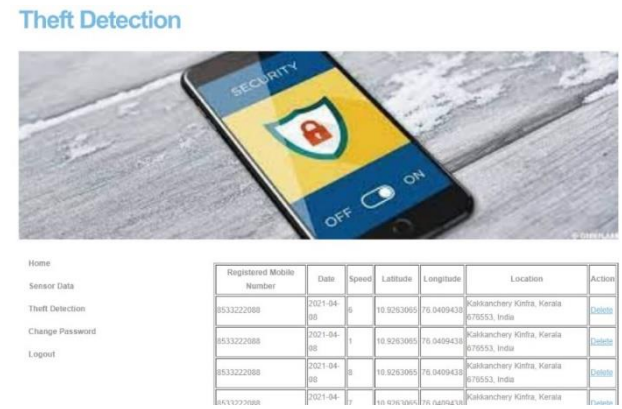 Theft Detection
SECURITY
OFF ON
Home
Sensor Data
Theft Detection
Change Password
Logout
Registered Mobile
Number
Date
Speed
Latitude
Longitude
Location
Action
8533222088
2021-04-
08
6
10.9263065
76.0409438
Kakkanchery Kinfra, Kerala
676553, India
Delete
8533222088
2021-04-
08
1
10.9263065
76.0409438
Kakkanchery Kinfra, Kerala
676553, India
Delete
8533222088
2021-04-
08
8
10.9263065
76.0409438
Kakkanchery Kinfra, Kerala
676553, India
Delete
8533222088
2021-04-
7
10.9263065
76.0409438
Kakkanchery Kinfra, Kerala
Delete